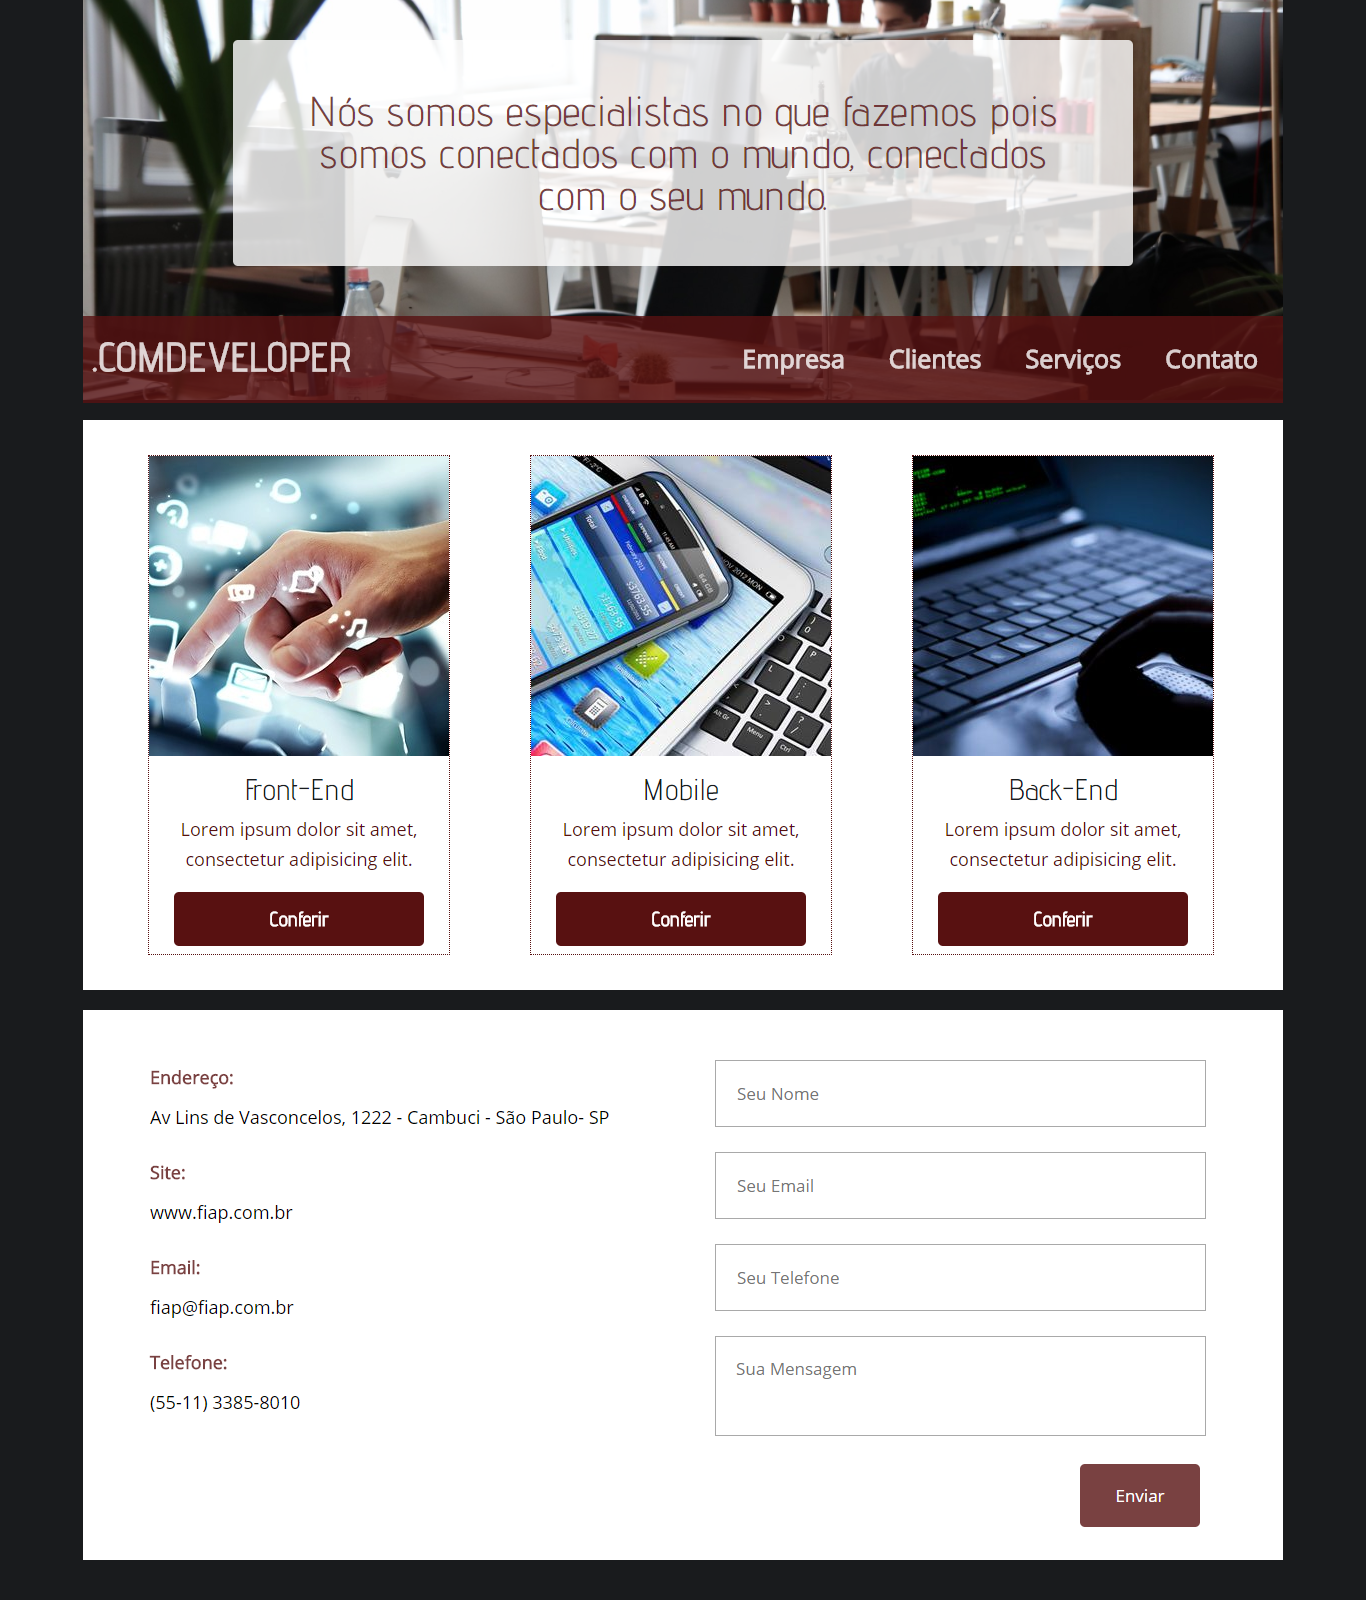 Nós somos especialistas no que fazemos pois
somos conectados com o mundo, conectados
com o seu mundo.
.COMDEVELOPER
Empresa Clientes Serviços Contato
Front-End
Lorem ipsum dolor sit amet,
consectetur adipisicing elit.
Conferir
Mobile
Lorem ipsum dolor sit amet,
consectetur adipisicing elit.
Conferir
Back-End
Lorem ipsum dolor sit amet,
consectetur adipisicing elit.
Conferir
Endereço:
Av Lins de Vasconcelos, 1222 - Cambuci - São Paulo- SP
Site:
www.fiap.com.br
Email:
fiap@fiap.com.br
Telefone:
(55-11) 3385-8010
Seu Nome
Seu Email
Seu Telefone
Sua Mensagem
Enviar